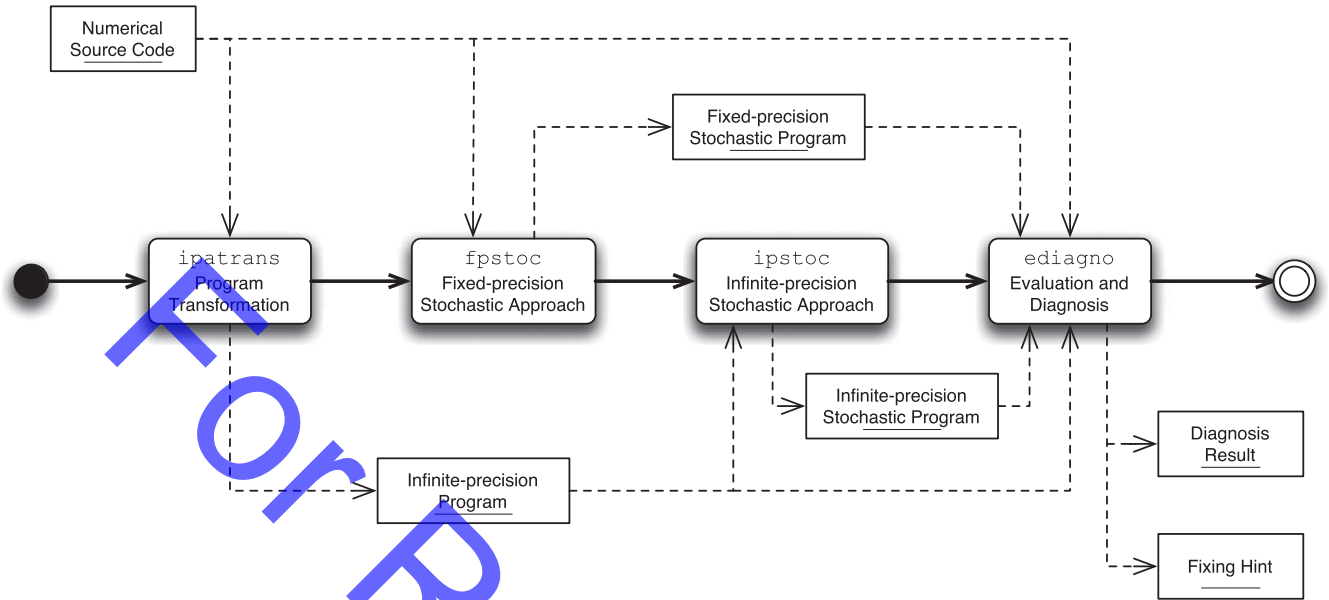 Numerical
Source Code
Fixed-precision
Stochastic Program
ipatrans
Program
Transformation
fpstoc
Fixed-precision
Stochastic Approach
ipstoc
Infinite-precision
Stochastic Approach
ediagno
Evaluation and
Diagnosis
Infinite-precision
Stochastic Program
Diagnosis
Result
Infinite-precision
Program
Fixing Hint
For R